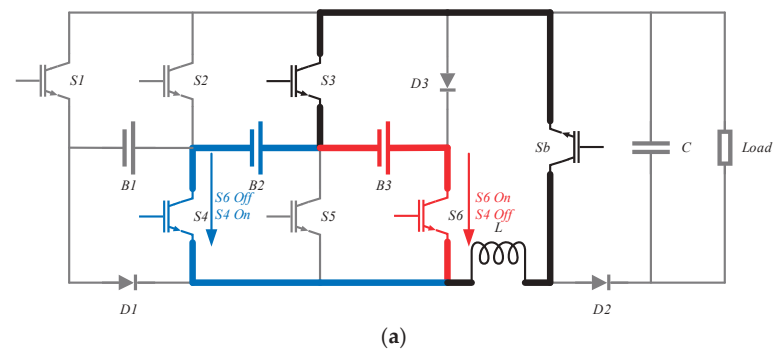 S1
S2
S3
D3
Sb
C
Load
B1
B2
B3
S6 Off
S4 On
S6 On
S4 Off
S4
S5
S6
L
D1
D2
(a)